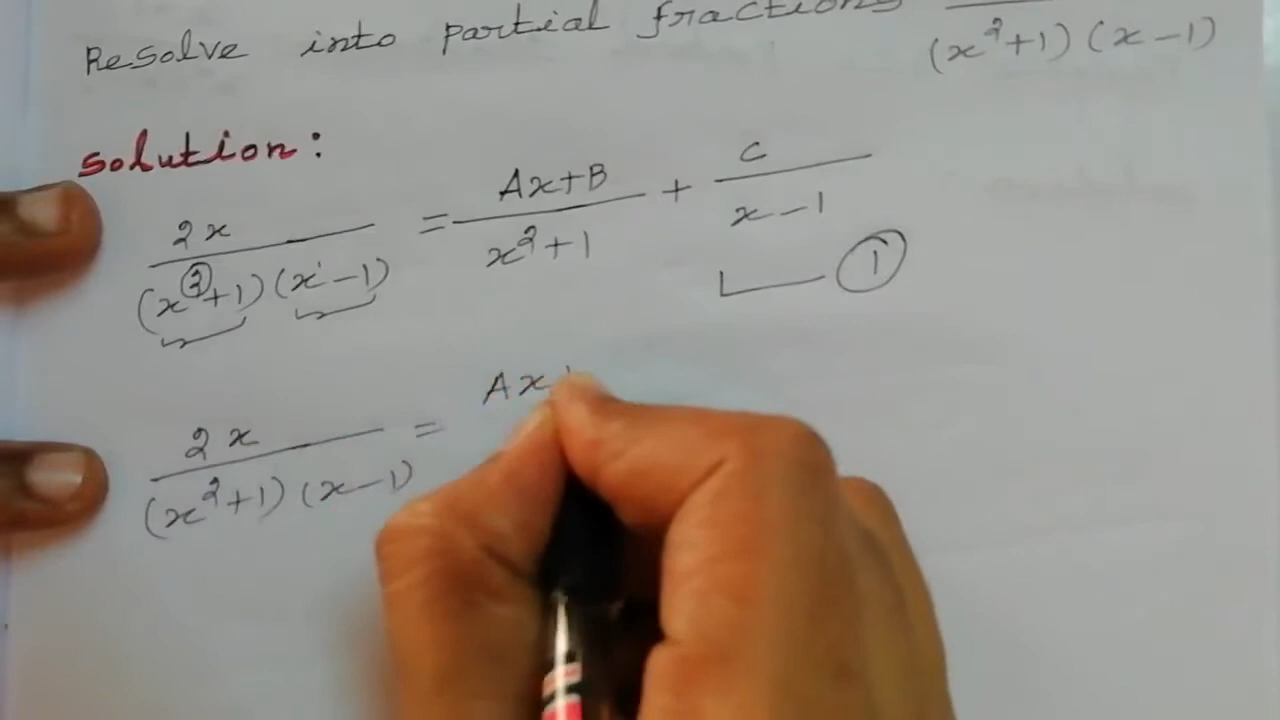 Resolve into partial fractions
(x²+1) (x-1)
Solution:
2x / (x²+1) (x-1) = Ax+B / x²+1 + C / x-1
1
2x / (x²+1) (x-1) = Ax